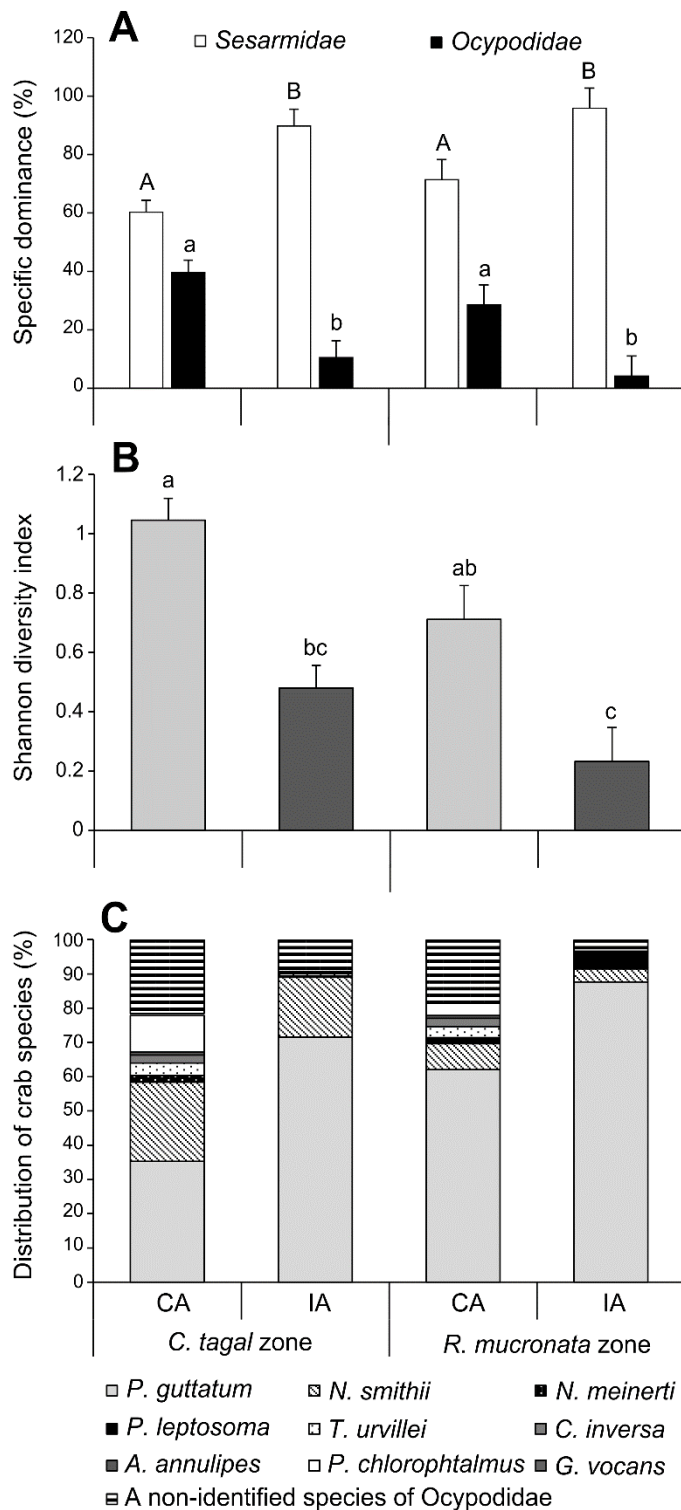 A
Sesarmidae
Ocypodidae
Specific dominance (%)
120
100
80
60
40
20
0
A
a
B
b
A
a
B
b
B
Shannon diversity index
1.2
1
0.8
0.6
0.4
0.2
0
a
bc
ab
c
C
Distribution of crab species (%)
100
90
80
70
60
50
40
30
20
10
0
CA IA CA IA
C. tagal zone R. mucronata zone
P. guttatum N. smithii N. meinerti
P. leptosoma T. urvillei C. inversa
A. annulipes P. chlorophtalmus G. vocans
A non-identified species of Ocypodidae